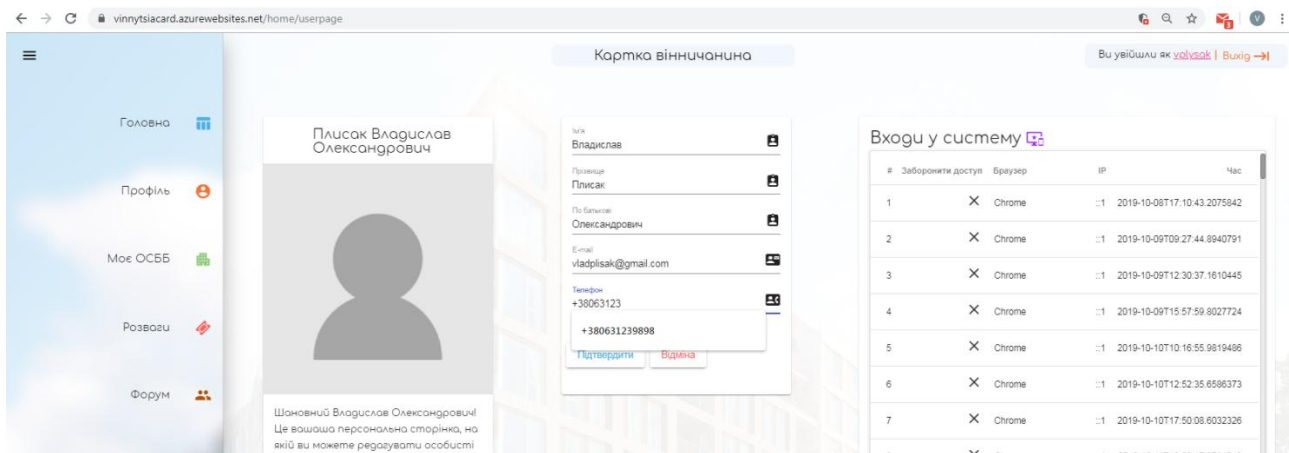 vinnytsiacard.azurewebsites.net/home/userpage
Картка вінничанина
Ви увійшли як vplysak | Вихід
Головна
Профіль
Моє ОСББ
Розваги
Форум
Плисак Владислав
Олександрович
Шановний Владислав Олександрович!
Це вашаша персональна сторінка, на
якій ви можете редагувати особисті
Ім'я
Владислав
Прізвище
Плисак
По батькові
Олександрович
E-mail
vladplisak@gmail.com
Телефон
+38063123
+380631239898
Підтвердити Відміна
Входи у систему
# Заборонити доступ Браузер IP Час
1 Chrome ::1 2019-10-08T17:10:43.2075842
2 Chrome ::1 2019-10-09T09:27:44.8940791
3 Chrome ::1 2019-10-09T12:30:37.1610445
4 Chrome ::1 2019-10-09T15:57:59.8027724
5 Chrome ::1 2019-10-10T10:16:55.9819486
6 Chrome ::1 2019-10-10T12:52:35.6586373
7 Chrome ::1 2019-10-10T17:50:08.6032326